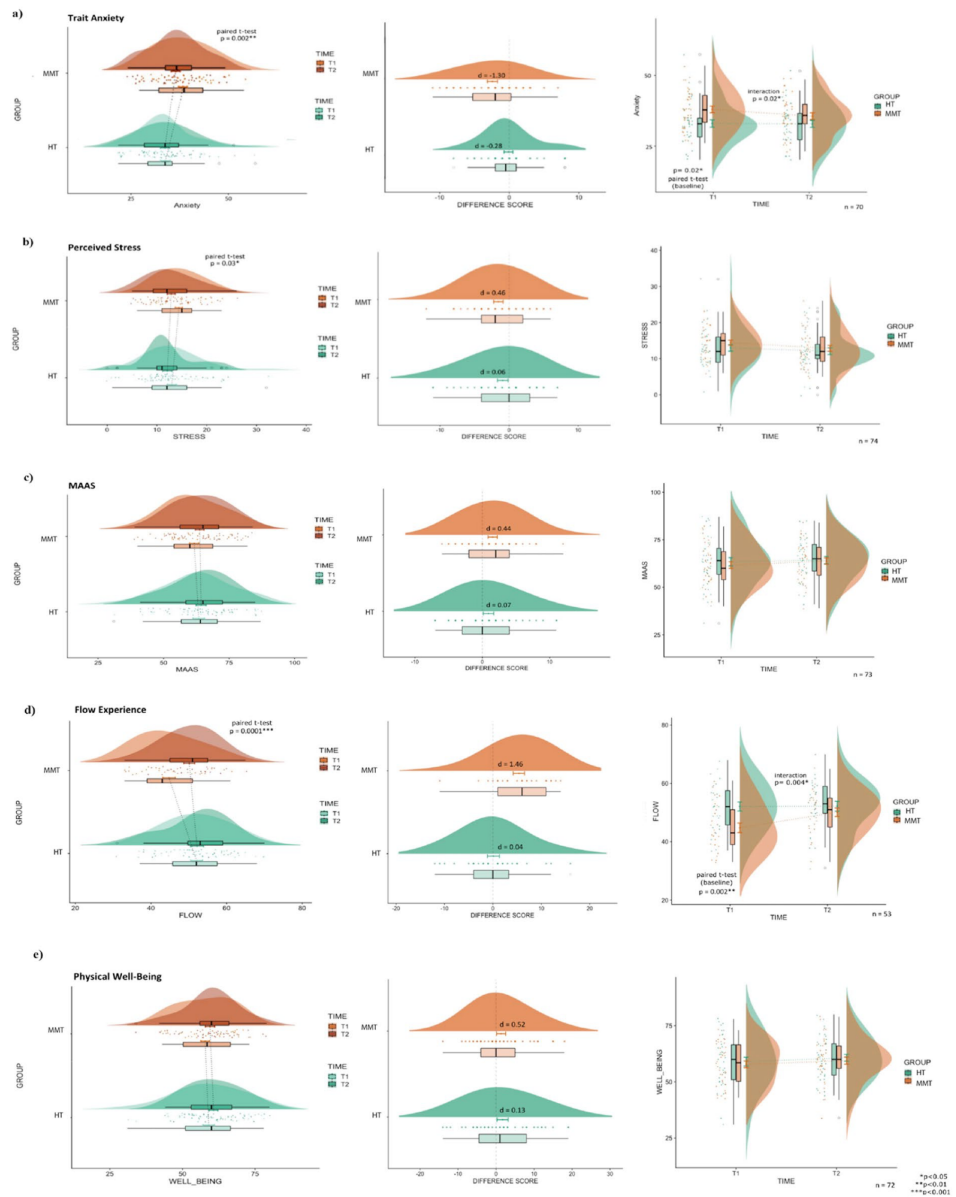 a)
Trait Anxiety
paired t-test
p = 0.002**
TIME
T1
T2
TIME
T1
T2
GROUP
MMT
HT
25
50
Anxiety
MMT
HT
d = -1.30
d = -0.28
-10
0
10
DIFFERENCE SCORE
Anxiety
50
25
interaction
p = 0.02*
p= 0.02*
paired t-test
(baseline)
T1
T2
TIME
GROUP
HT
MMT
n = 70
b)
Perceived Stress
paired t-test
p = 0.03*
TIME
T1
T2
TIME
T1
T2
GROUP
MMT
HT
0
10
20
30
40
STRESS
MMT
HT
d = 0.46
d = 0.06
-10
0
10
DIFFERENCE SCORE
STRESS
40
30
20
10
0
T1
T2
TIME
GROUP
HT
MMT
n = 74
c)
MAAS
TIME
T1
T2
TIME
T1
T2
GROUP
MMT
HT
25
50
75
100
MAAS
MMT
HT
d = 0.44
d = 0.07
-10
0
10
DIFFERENCE SCORE
MAAS
100
75
50
25
T1
T2
TIME
GROUP
HT
MMT
n = 73
d)
Flow Experience
paired t-test
p = 0.0001***
TIME
T1
T2
TIME
T1
T2
GROUP
MMT
HT
20
40
60
80
FLOW
MMT
HT
d = 1.46
d = 0.04
-20
-10
0
10
20
DIFFERENCE SCORE
FLOW
80
60
40
20
interaction
p= 0.004*
paired t-test
(baseline)
p = 0.002**
T1
T2
TIME
GROUP
HT
MMT
n = 53
e)
Physical Well-Being
TIME
T1
T2
TIME
T1
T2
GROUP
MMT
HT
25
50
75
WELL_BEING
MMT
HT
d = 0.52
d = 0.13
-20
-10
0
10
20
30
DIFFERENCE SCORE
WELL_BEING
75
50
25
T1
T2
TIME
GROUP
HT
MMT
n = 72
*p<0.05
**p<0.01
***p<0.001